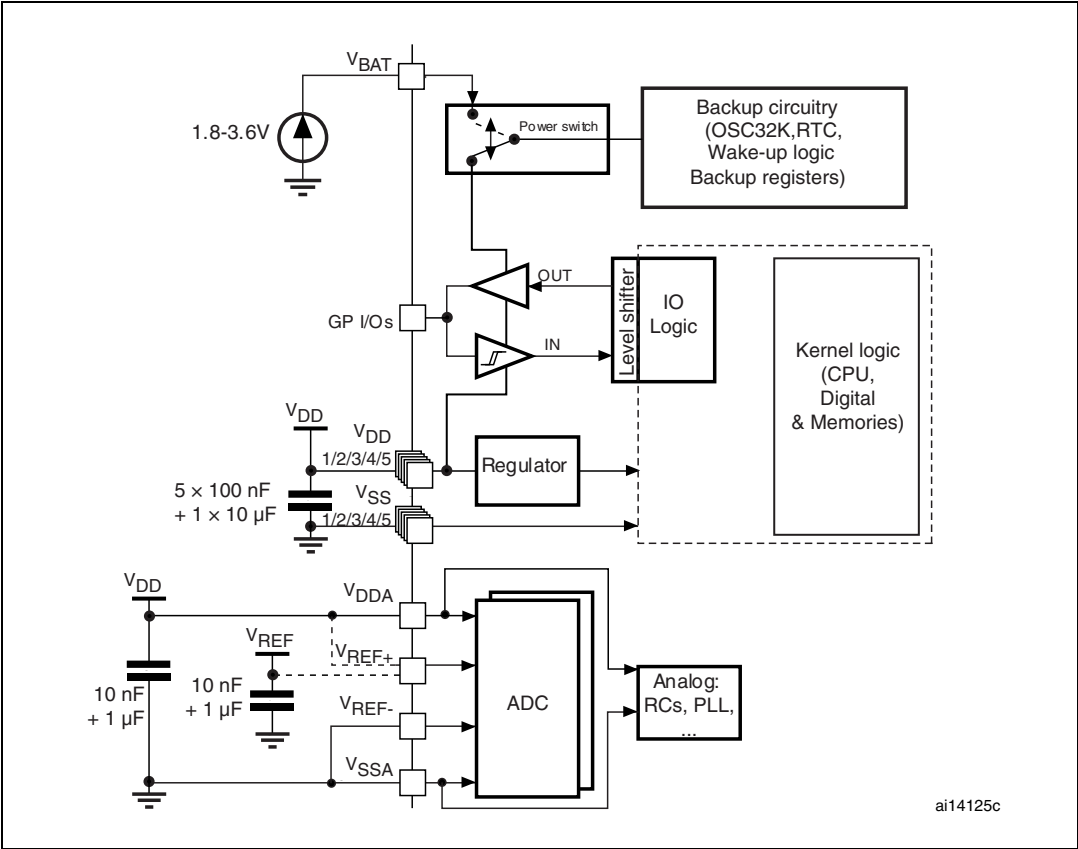 VBAT
1.8-3.6V
Power switch
Backup circuitry
(OSC32K,RTC,
Wake-up logic
Backup registers)
OUT
GP I/Os
IN
Level shifter
IO
Logic
Kernel logic
(CPU,
Digital
& Memories)
VDD
VDD
1/2/3/4/5
Regulator
5 × 100 nF
+ 1 × 10 µF
VSS
1/2/3/4/5
VDD
VDDA
VREF
VREF+
10 nF
+ 1 µF
10 nF
+ 1 µF
VREF-
VSSA
ADC
Analog:
RCs, PLL,
...
ai14125c